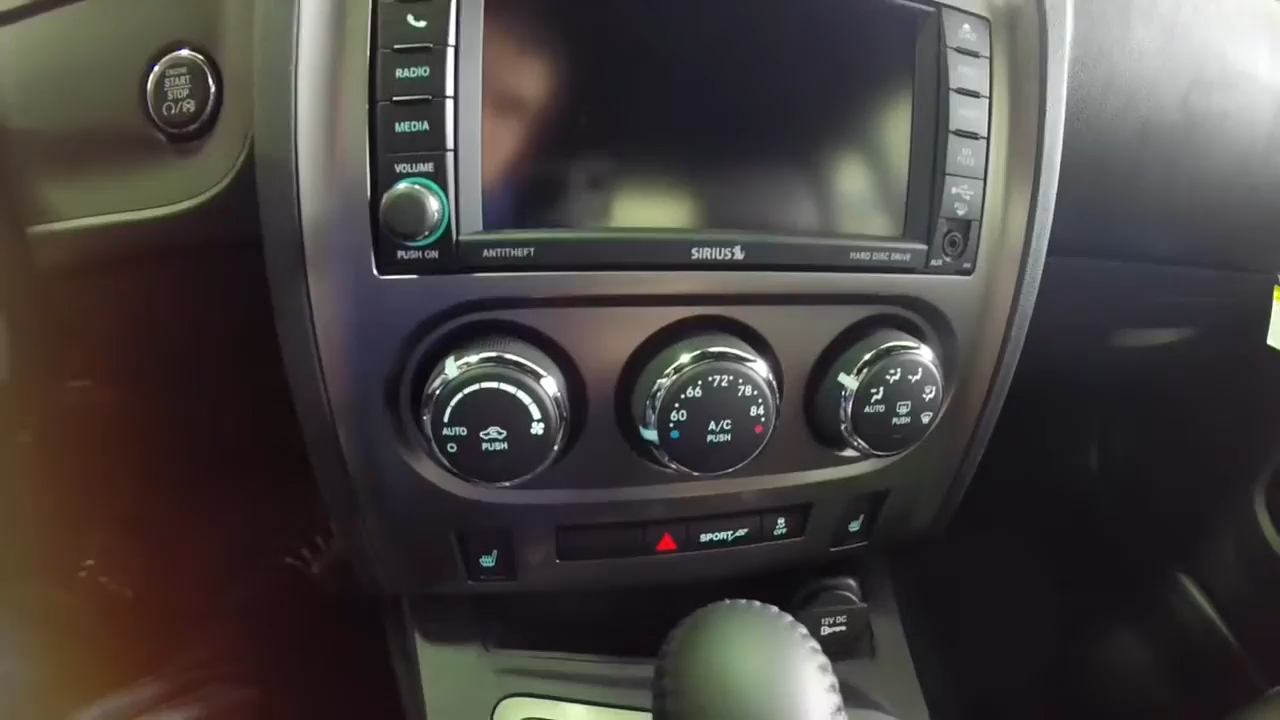 ENGINE
START
STOP
RADIO
MEDIA
VOLUME
PUSH ON
ANTITHEFT
SIRIUS
HARD DISC DRIVE
AUX
AUTO
PUSH
60
66
72
78
84
A/C
PUSH
AUTO
PUSH
SPORT
OFF
12V DC